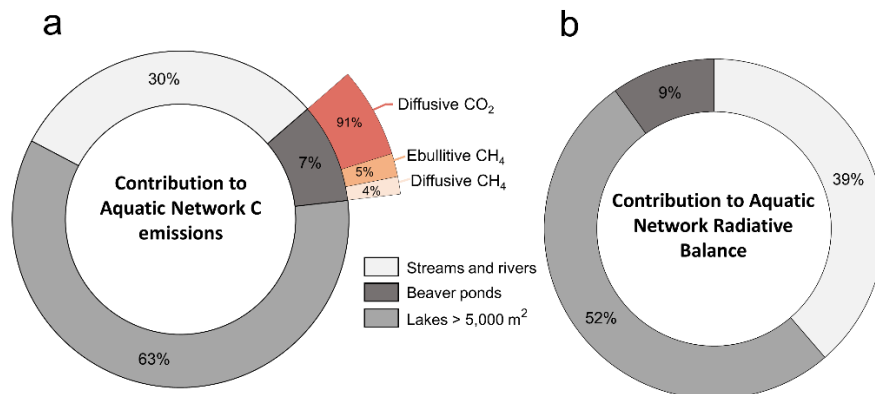 a
30%
7%
63%
91%
5%
4%
Diffusive CO₂
Ebullitive CH₄
Diffusive CH₄
Contribution to
Aquatic Network C
emissions
Streams and rivers
Beaver ponds
Lakes > 5,000 m²
b
9%
39%
52%
Contribution to Aquatic
Network Radiative
Balance